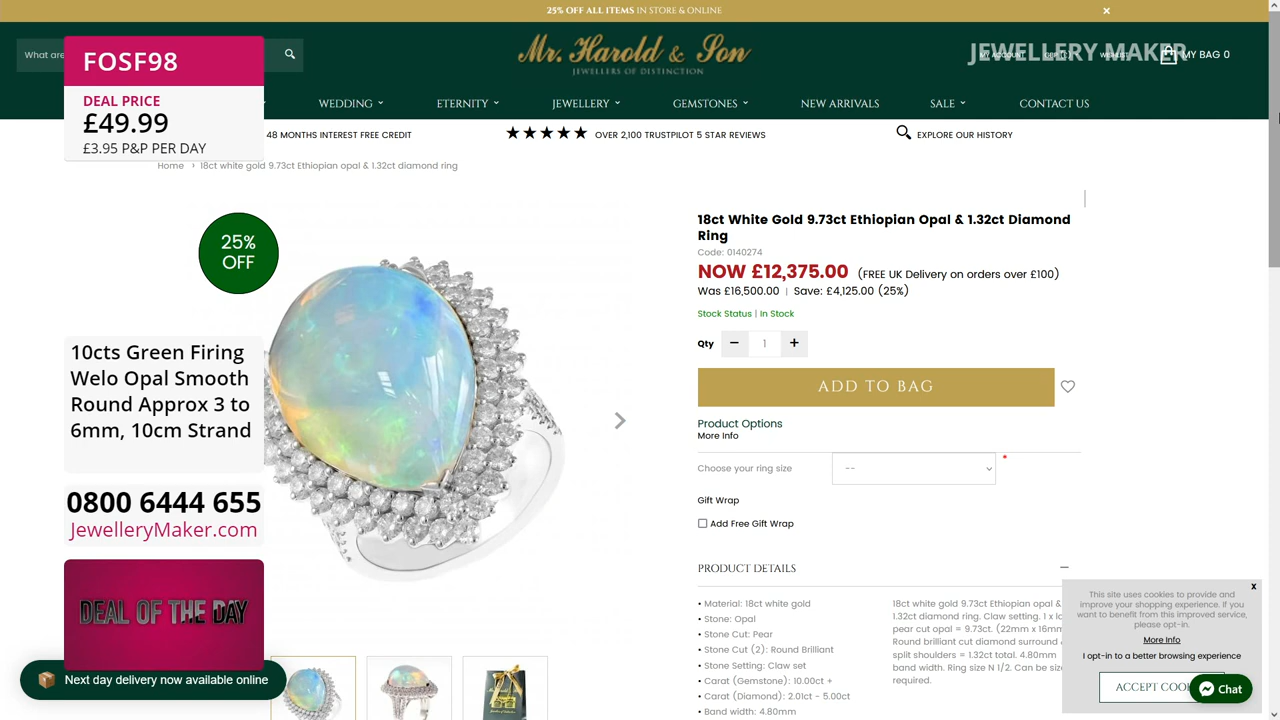 25% OFF ALL ITEMS IN STORE & ONLINE
×
What are
FOSF98
DEAL PRICE
£49.99
£3.95 P&P PER DAY
Mr. Harold & Son
JEWELLERS OF DISTINCTION
JEWELLERY MAKER
MY BAG 0
WEDDING
ETERNITY
JEWELLERY
GEMSTONES
NEW ARRIVALS
SALE
CONTACT US
48 MONTHS INTEREST FREE CREDIT
OVER 2,100 TRUSTPILOT 5 STAR REVIEWS
EXPLORE OUR HISTORY
Home › 18ct white gold 9.73ct Ethiopian opal & 1.32ct diamond ring
25%
OFF
18ct White Gold 9.73ct Ethiopian Opal & 1.32ct Diamond
Ring
Code: 0140274
NOW £12,375.00 (FREE UK Delivery on orders over £100)
Was £16,500.00 | Save: £4,125.00 (25%)
Stock Status | In Stock
Qty − 1 +
ADD TO BAG
Product Options
More Info
Choose your ring size -- *
Gift Wrap
Add Free Gift Wrap
10cts Green Firing
Welo Opal Smooth
Round Approx 3 to
6mm, 10cm Strand
0800 6444 655
JewelleryMaker.com
DEAL OF THE DAY
Next day delivery now available online
PRODUCT DETAILS
• Material: 18ct white gold
• Stone: Opal
• Stone Cut: Pear
• Stone Cut (2): Round Brilliant
• Stone Setting: Claw set
• Carat (Gemstone): 10.00ct +
• Carat (Diamond): 2.01ct - 5.00ct
• Band width: 4.80mm
18ct white gold 9.73ct Ethiopian opal &
1.32ct diamond ring. Claw setting. 1 x
pear cut opal = 9.73ct. (22mm x 16mm
Round brilliant cut diamond surround
split shoulders = 1.32ct total. 4.80mm
band width. Ring size N 1/2. Can be
required.
x
This site uses cookies to provide and
improve your shopping experience. If you
want to benefit from this improved service,
please opt-in.
More Info
I opt-in to a better browsing experience
ACCEPT
Chat